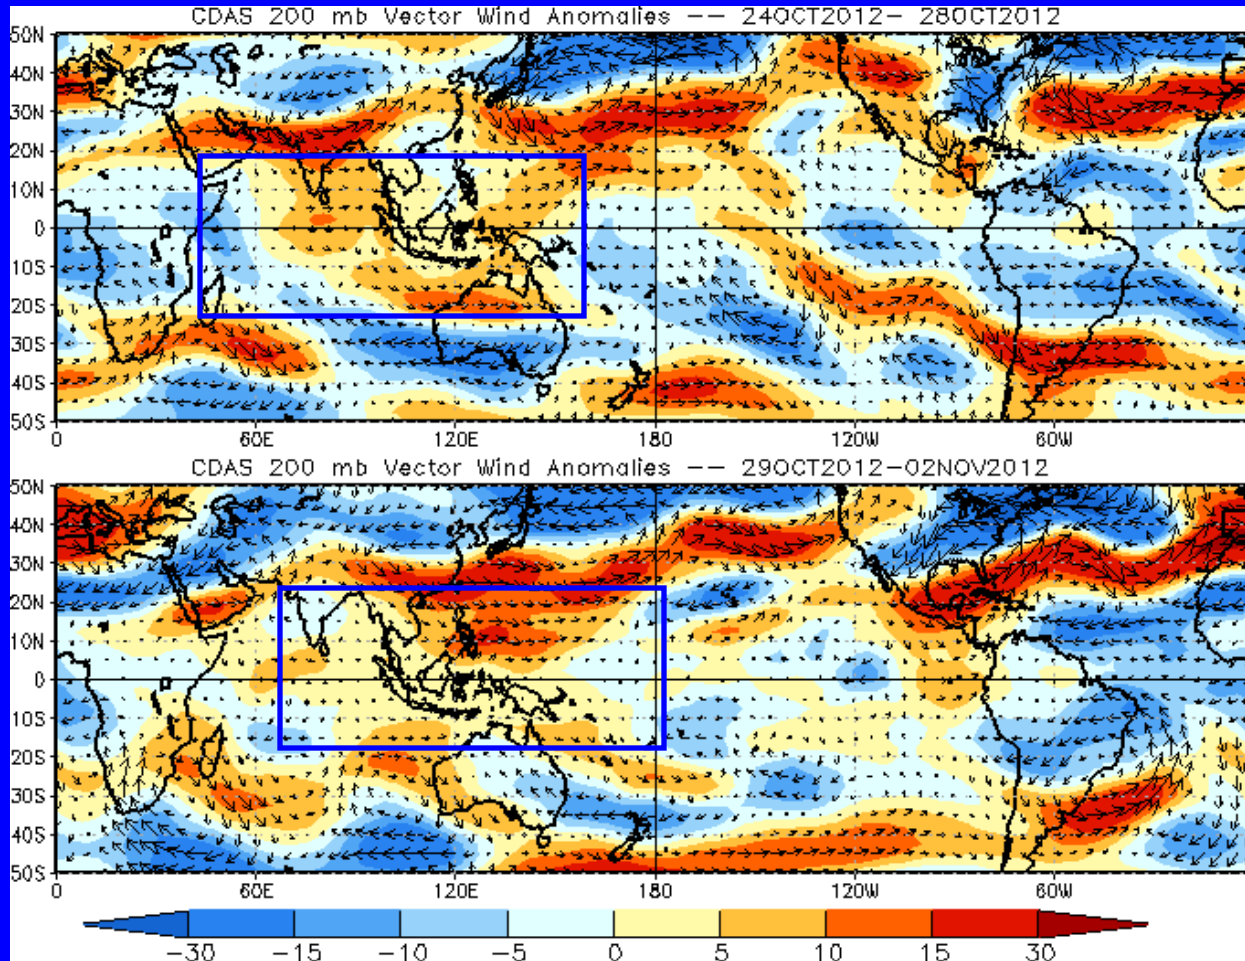 CDAS 200 mb Vector Wind Anomalies -- 24OCT2012- 28OCT2012
50N
40N
30N
20N
10N
0
10S
20S
30S
40S
50S
0 60E 120E 180 120W 60W
CDAS 200 mb Vector Wind Anomalies -- 29OCT2012-02NOV2012
50N
40N
30N
20N
10N
0
10S
20S
30S
40S
50S
0 60E 120E 180 120W 60W
-30 -15 -10 -5 0 5 10 15 30